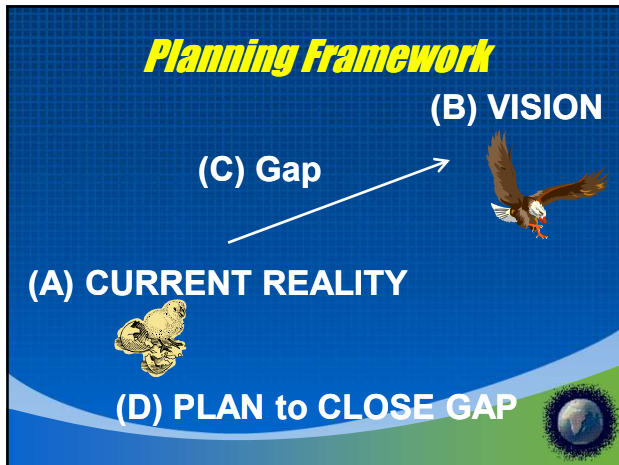 Planning Framework
(B) VISION
(C) Gap
(A) CURRENT REALITY
(D) PLAN to CLOSE GAP